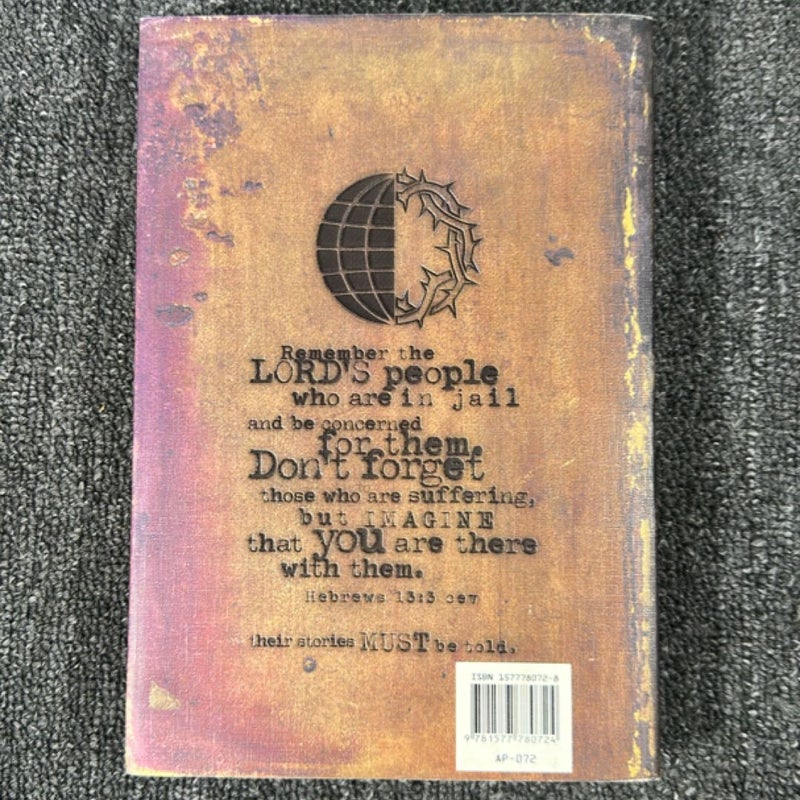 Remember the
LORD'S people
who are in jail
and be concerned
for them.
Don't forget
those who are suffering,
but IMAGINE
that you are there
with them.
Hebrews 13:3 cev
their stories MUST be told.
ISBN 157778072-8
9 781577 780724
AP-072